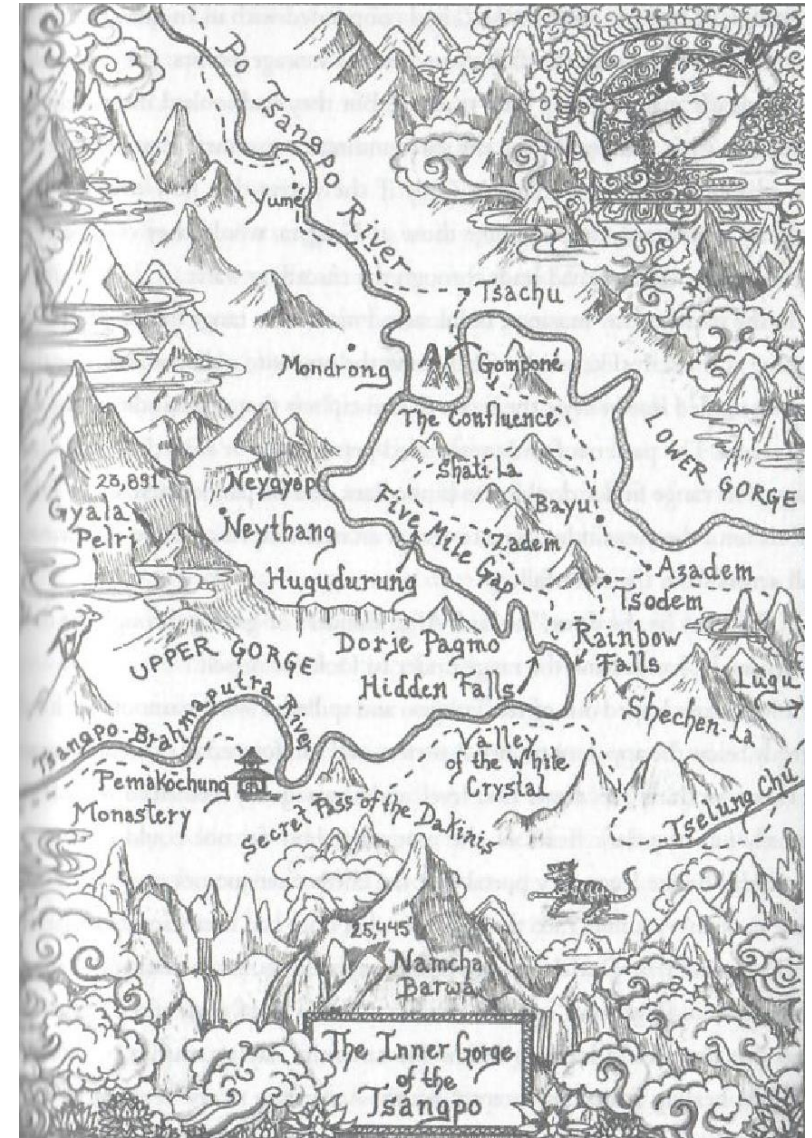 Po Tsangpo River
Yumé
Tsachu
Mondrong
Gomponé
The Confluence
LOWER GORGE
Shati-La
23,891
Gyala
Pelri
Neygyap
Bayu
Neythang
Five Mile Gap
Zadem
Hugudurung
Azadem
Tsodem
Dorje Pagmo
Rainbow
Falls
UPPER GORGE
Hidden Falls
Luqu
Shechen-La
Tsangpo-Brahmaputra River
Valley
of the White
Crystal
Pemakochung
Monastery
Secret Pass of the Dakinis
Tselung Chu
25,445
Namcha
Barwa
The Inner Gorge
of the
Tsangpo